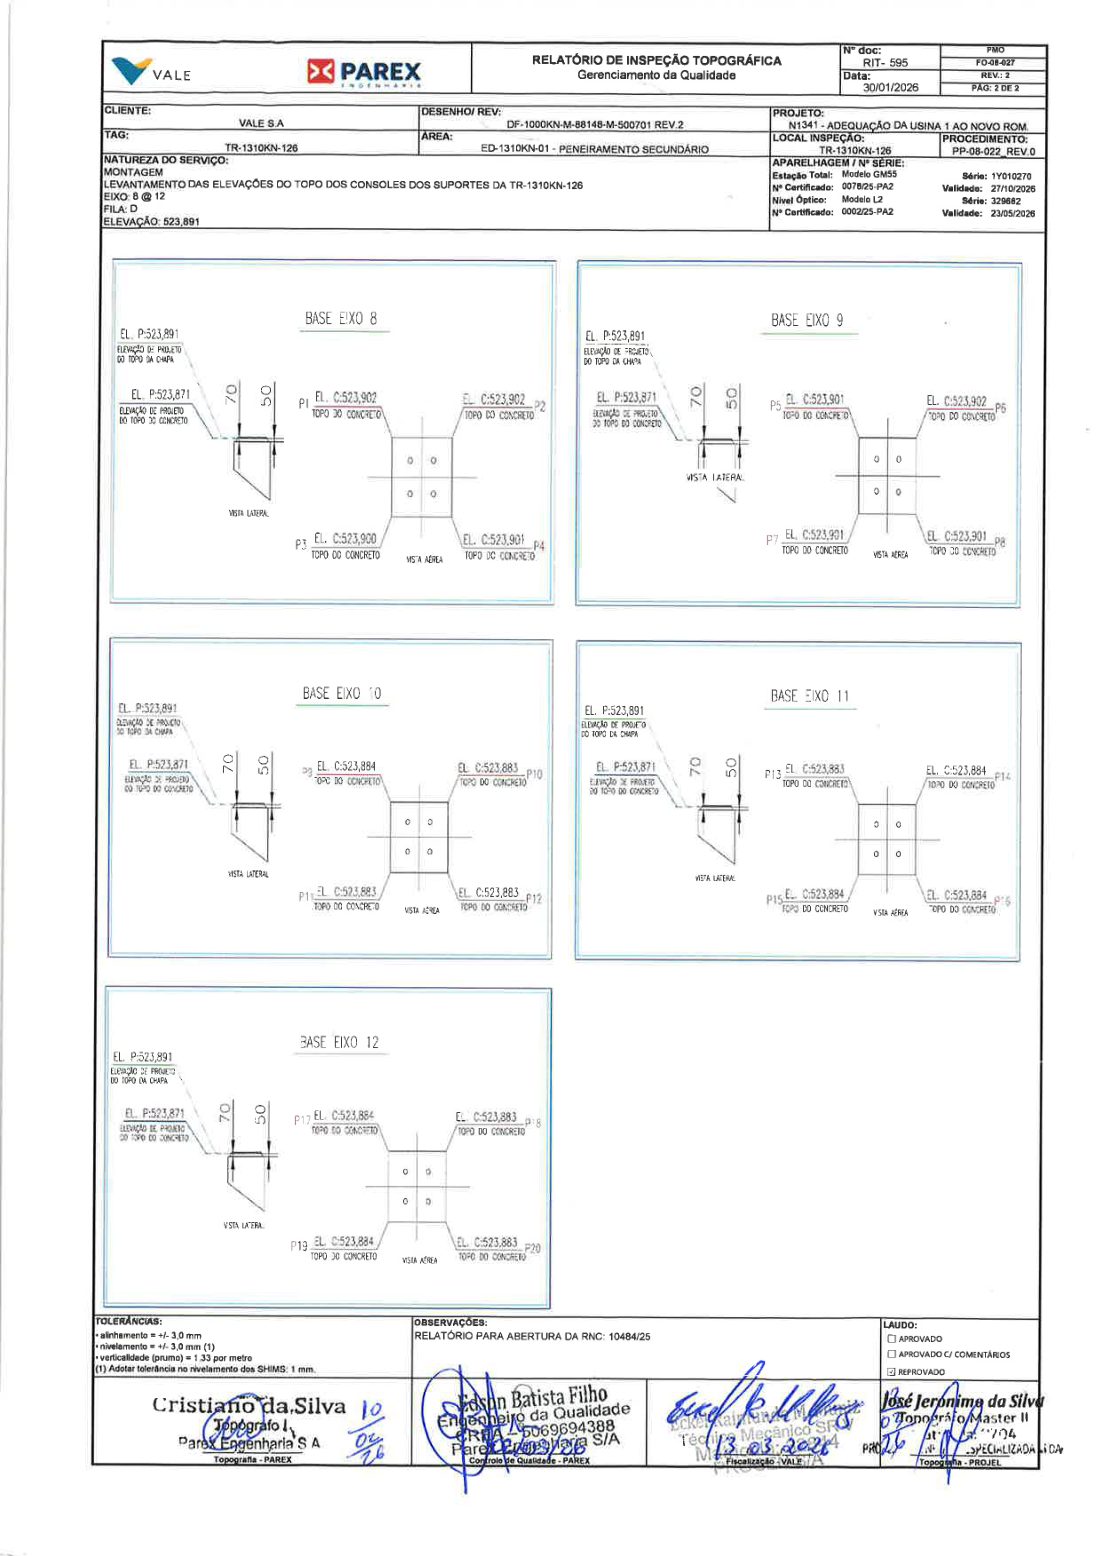 VALE
PAREX
ENGENHARIA
RELATÓRIO DE INSPEÇÃO TOPOGRÁFICA
Gerenciamento da Qualidade
Nº doc:
RIT- 595
Data:
30/01/2026
PMO
FO-08-027
REV.: 2
PÁG: 2 DE 2
CLIENTE:
VALE S.A
DESENHO/ REV:
DF-1000KN-M-88148-M-500701 REV.2
PROJETO:
N1341 - ADEQUAÇÃO DA USINA 1 AO NOVO ROM.
TAG:
TR-1310KN-126
ÁREA:
ED-1310KN-01 - PENEIRAMENTO SECUNDÁRIO
LOCAL INSPEÇÃO:
TR-1310KN-126
PROCEDIMENTO:
PP-08-022_REV.0
NATUREZA DO SERVIÇO:
MONTAGEM
LEVANTAMENTO DAS ELEVAÇÕES DO TOPO DOS CONSOLES DOS SUPORTES DA TR-1310KN-126
EIXO: 8 @ 12
FILA: D
ELEVAÇÃO: 523,891
APARELHAGEM / Nº SÉRIE:
Estação Total: Modelo GM55 Série: 1Y010270
Nº Certificado: 0078/25-PA2 Validade: 27/10/2026
Nível Óptico: Modelo L2 Série: 329682
Nº Certificado: 0002/25-PA2 Validade: 23/05/2026
BASE EIXO 8
EL. P:523,891
ELEVAÇÃO DE PROJETO
DO TOPO DA CHAPA
EL. P:523,871
ELEVAÇÃO DE PROJETO
DO TOPO DO CONCRETO
70
50
VISTA LATERAL
P1 EL. C:523,902
TOPO DO CONCRETO
EL. C:523,902 P2
TOPO DO CONCRETO
P3 EL. C:523,900
TOPO DO CONCRETO
VISTA AÉREA
EL. C:523,901 P4
TOPO DO CONCRETO
BASE EIXO 9
EL. P:523,891
ELEVAÇÃO DE PROJETO
DO TOPO DA CHAPA
EL. P:523,871
ELEVAÇÃO DE PROJETO
DO TOPO DO CONCRETO
70
50
VISTA LATERAL
P5 EL. C:523,901
TOPO DO CONCRETO
EL. C:523,902 P6
TOPO DO CONCRETO
P7 EL. C:523,901
TOPO DO CONCRETO
VISTA AÉREA
EL. C:523,901 P8
TOPO DO CONCRETO
BASE EIXO 10
EL. P:523,891
ELEVAÇÃO DE PROJETO
DO TOPO DA CHAPA
EL. P:523,871
ELEVAÇÃO DE PROJETO
DO TOPO DO CONCRETO
70
50
VISTA LATERAL
P9 EL. C:523,884
TOPO DO CONCRETO
EL. C:523,883 P10
TOPO DO CONCRETO
P11 EL. C:523,883
TOPO DO CONCRETO
VISTA AÉREA
EL. C:523,883 P12
TOPO DO CONCRETO
BASE EIXO 11
EL. P:523,891
ELEVAÇÃO DE PROJETO
DO TOPO DA CHAPA
EL. P:523,871
ELEVAÇÃO DE PROJETO
DO TOPO DO CONCRETO
70
50
VISTA LATERAL
P13 EL. C:523,883
TOPO DO CONCRETO
EL. C:523,884 P14
TOPO DO CONCRETO
P15 EL. C:523,884
TOPO DO CONCRETO
VISTA AÉREA
EL. C:523,884 P16
TOPO DO CONCRETO
BASE EIXO 12
EL. P:523,891
ELEVAÇÃO DE PROJETO
DO TOPO DA CHAPA
EL. P:523,871
ELEVAÇÃO DE PROJETO
DO TOPO DO CONCRETO
70
50
VISTA LATERAL
P17 EL. C:523,884
TOPO DO CONCRETO
EL. C:523,883 P18
TOPO DO CONCRETO
P19 EL. C:523,884
TOPO DO CONCRETO
VISTA AÉREA
EL. C:523,883 P20
TOPO DO CONCRETO
TOLERÂNCIAS:
• alinhamento = +/- 3,0 mm
• nivelamento = +/- 3,0 mm (1)
• verticalidade (prumo) = 1,33 por metro
(1) Adotar tolerância no nivelamento dos SHIMS: 1 mm.
OBSERVAÇÕES:
RELATÓRIO PARA ABERTURA DA RNC: 10484/25
LAUDO:
APROVADO
APROVADO C/ COMENTÁRIOS
REPROVADO
Cristiano da Silva
Topógrafo I
Parex Engenharia S A
10
02
26
Topografia - PAREX
Edson Batista Filho
Engenheiro da Qualidade
CREA 5069694388
Parex Engenharia S/A
Controle de Qualidade - PAREX
Técnico Mecânico
13.03.2026
Fiscalização - VALE
José Jeronimo da Silva
Topógrafo Master II
ESPECIALIZADA
Topografia - PROJEL